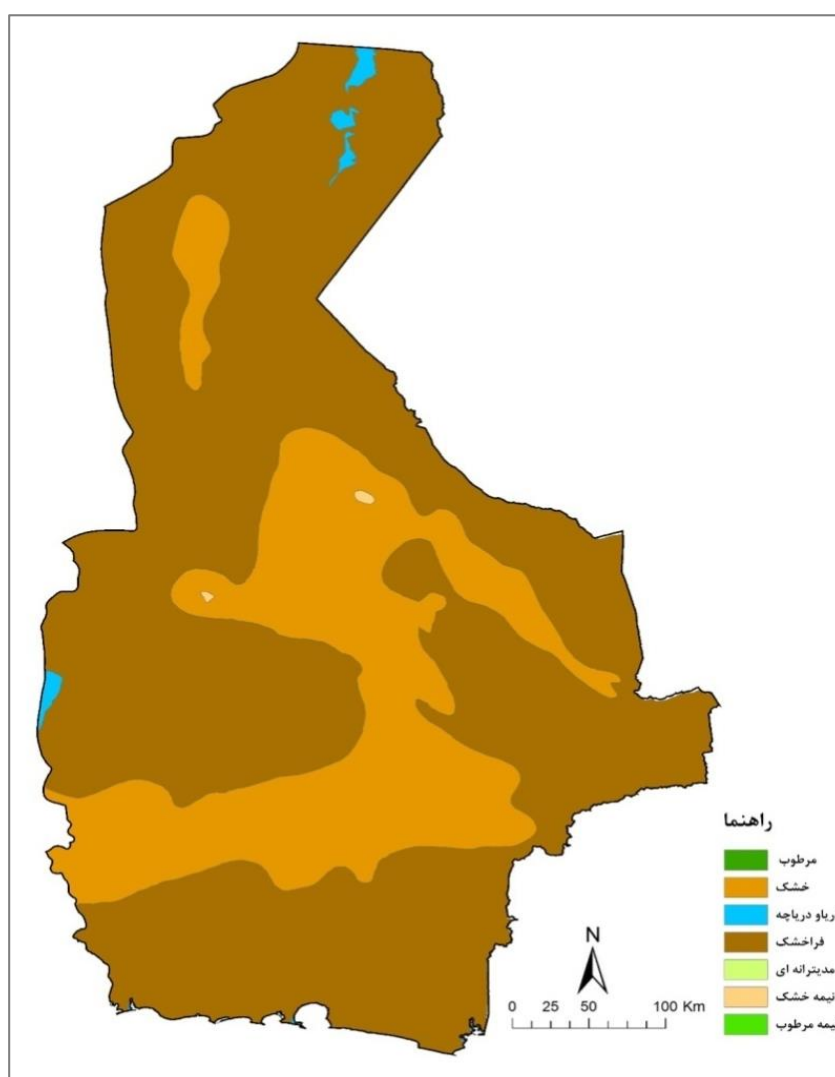 راهنما
مرطوب
خشک
ریاو دریاچه
فراخشک
مدیترانه ای
نیمه خشک
یمه مرطوب
N
0 25 50 100 Km